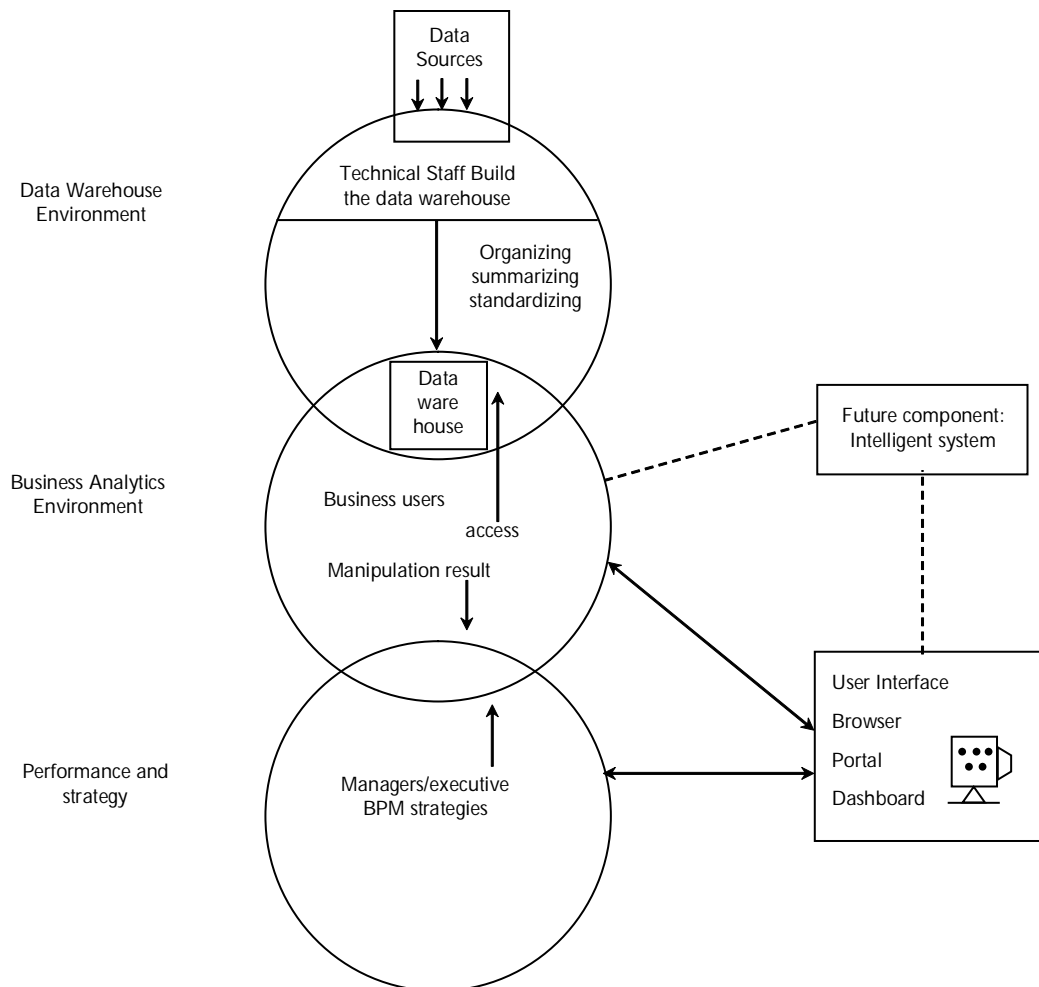 Data
Sources
Technical Staff Build
the data warehouse
Data Warehouse
Environment
Organizing
summarizing
standardizing
Data
ware
house
Future component:
Intelligent system
Business Analytics
Environment
Business users
access
Manipulation result
User Interface
Browser
Portal
Dashboard
Performance and
strategy
Managers/executive
BPM strategies